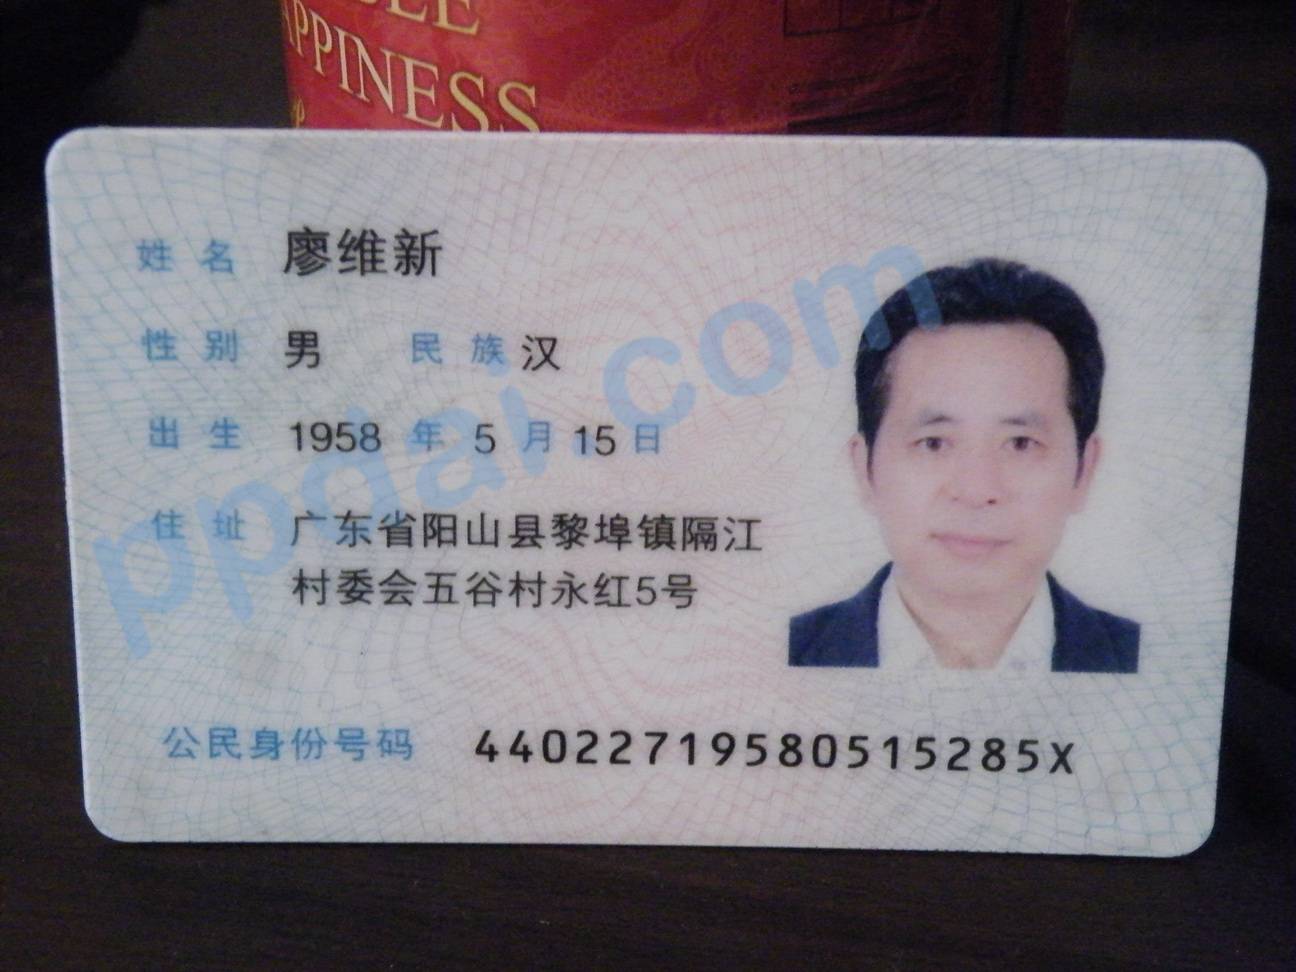 APPINESS
姓名 廖维新
性别 男 民族 汉
出生 1958 年 5 月 15 日
住址 广东省阳山县黎埠镇隔江
村委会五谷村永红5号
公民身份号码 44022719580515285X
ppdai.com